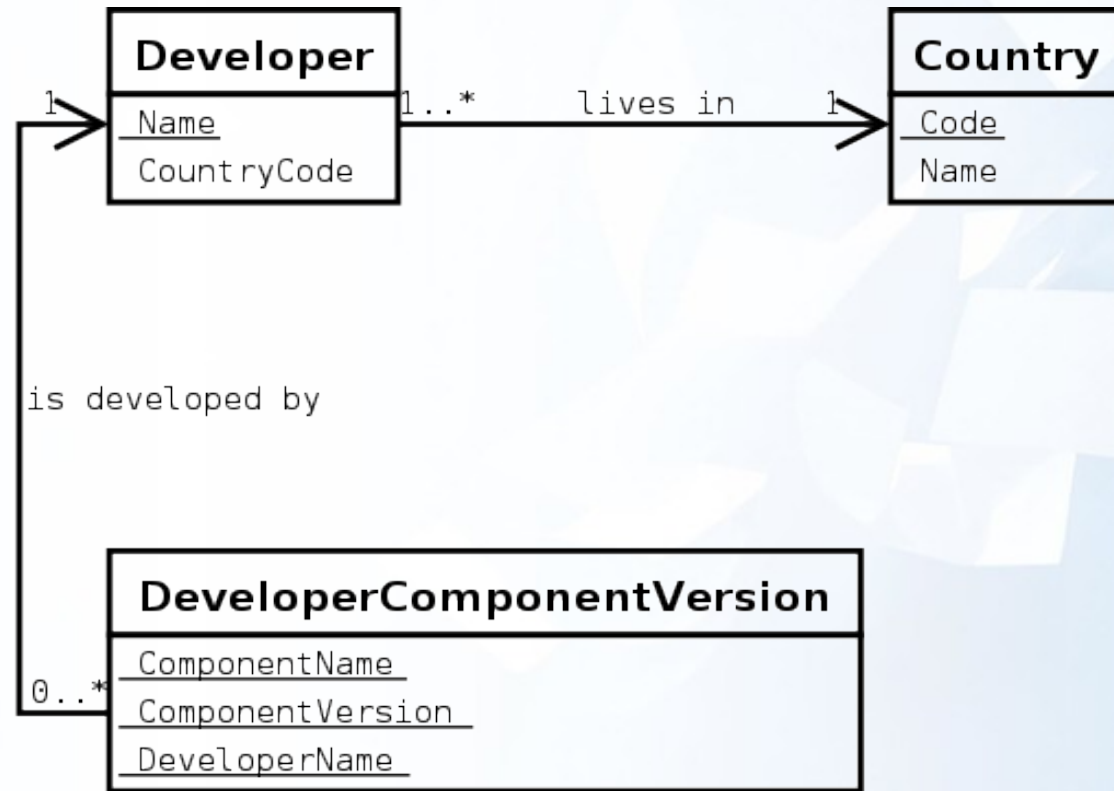 Developer
Name
CountryCode
1
1..* lives in 1
Country
Code
Name
is developed by
DeveloperComponentVersion
ComponentName
ComponentVersion
DeveloperName
0..*